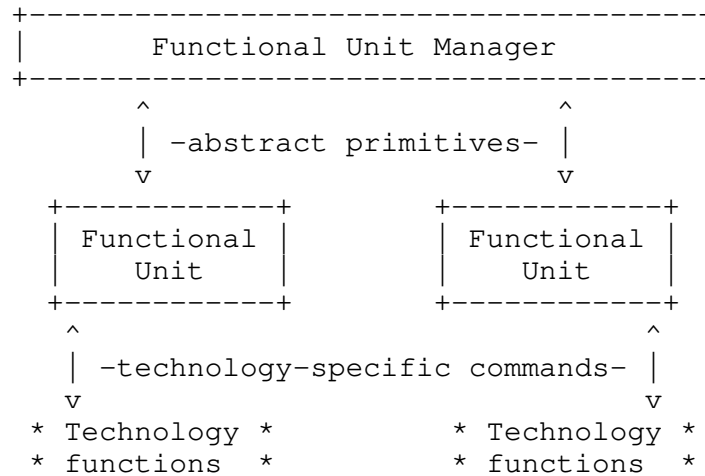 Functional Unit Manager
-abstract primitives-
Functional Functional
Unit Unit
-technology-specific commands-
* Technology * * Technology *
* functions * * functions *